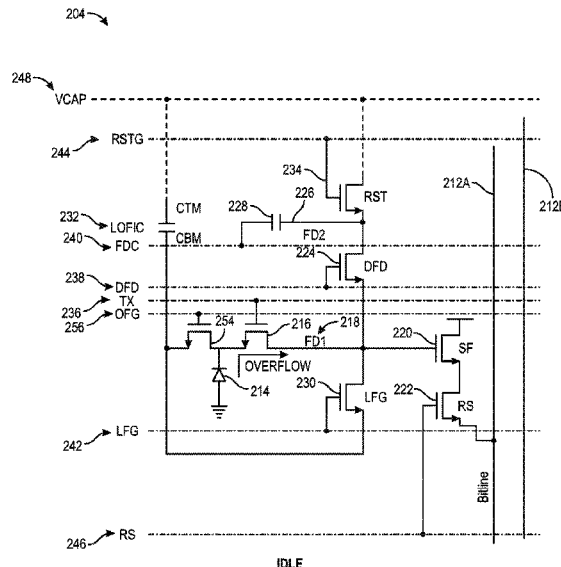 204
248
VCAP
RSTG
244
234
RST
212A
212B
232
LOFIC
CTM
228
226
240
FDC
CBM
FD2
224
DFD
238
DFD
TX
236
OFG
256
254
216
218
FD1
220
SF
OVERFLOW
214
230
LFG
222
RS
242
LFG
Bitline
246
RS
IDLE